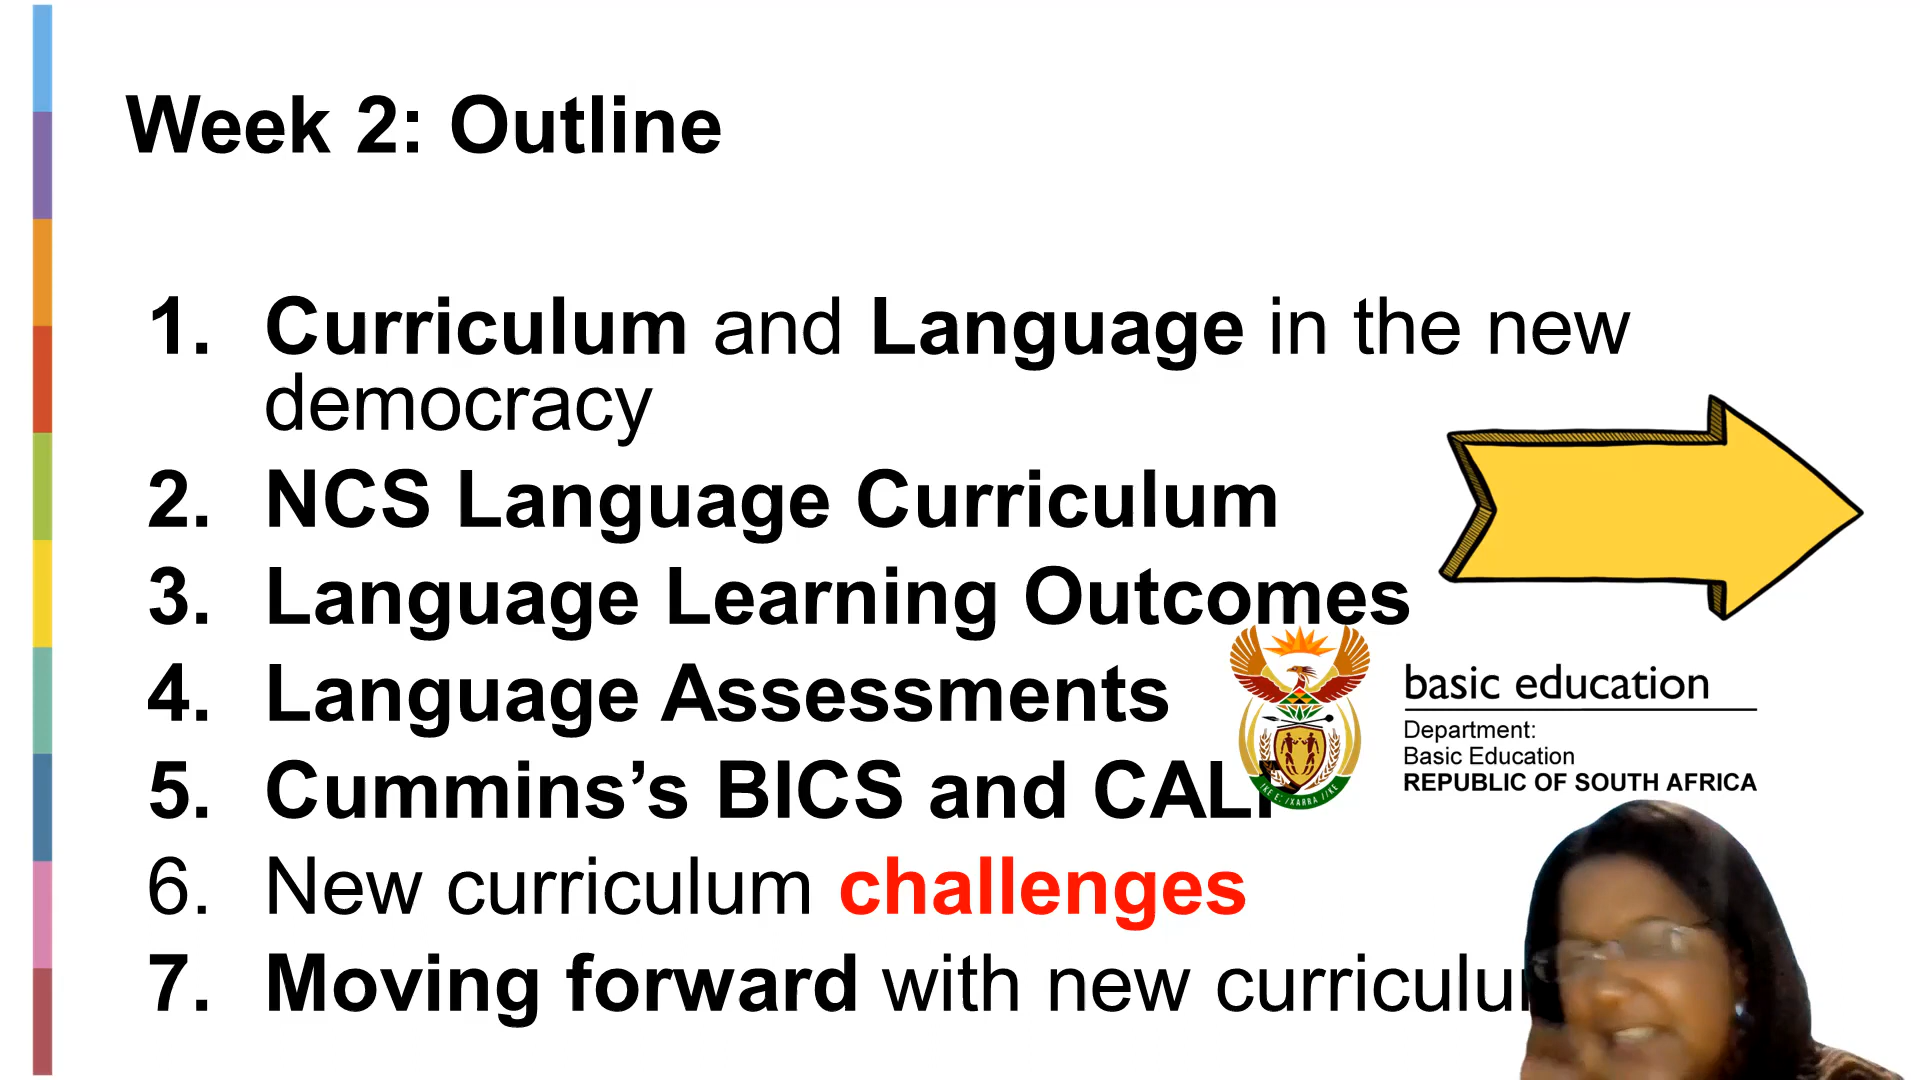 Week 2: Outline
1. Curriculum and Language in the new
democracy
2. NCS Language Curriculum
3. Language Learning Outcomes
4. Language Assessments
5. Cummins’s BICS and
6. New curriculum challenges
7. Moving forward with new
basic education
Department:
Basic Education
REPUBLIC OF SOUTH AFRICA